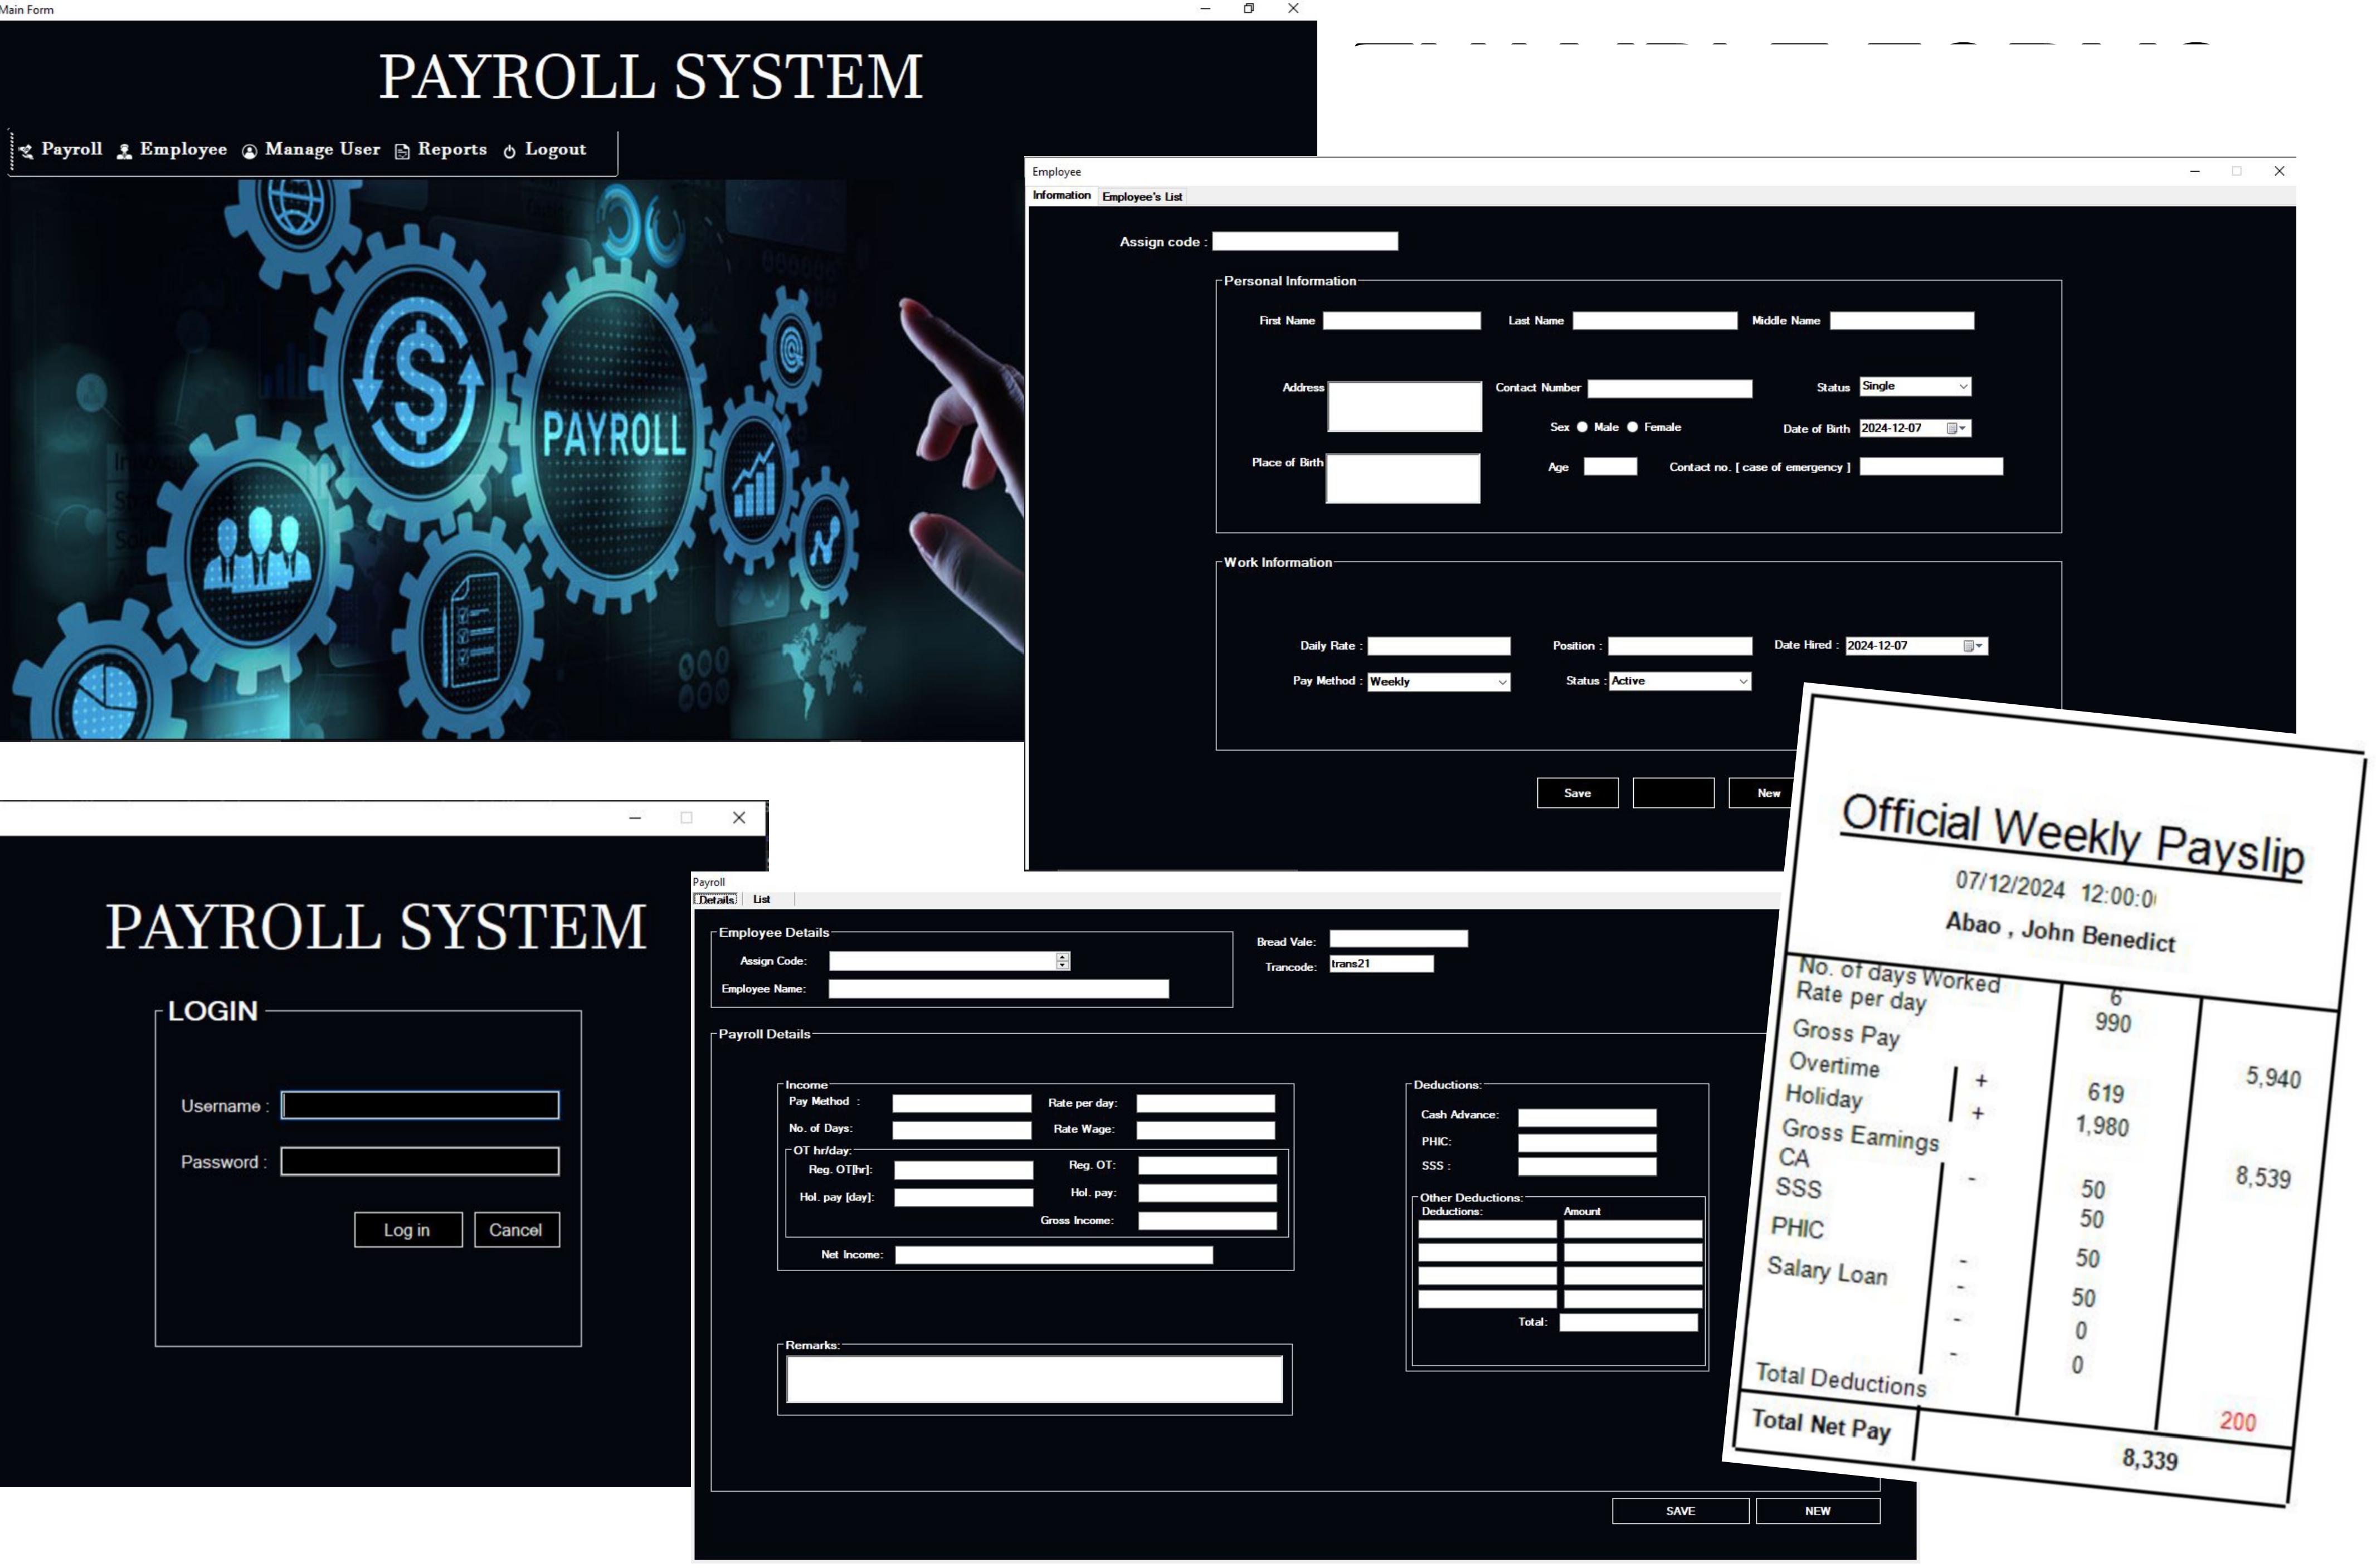 Main Form
PAYROLL SYSTEM
Payroll Employee Manage User Reports Logout
PAYROLL
Employee
Information Employee's List
Assign code :
Personal Information
First Name Last Name Middle Name
Address Contact Number Status Single
Sex Male Female Date of Birth 2024-12-07
Place of Birth Age Contact no. [ case of emergency ]
Work Information
Daily Rate : Position : Date Hired : 2024-12-07
Pay Method : Weekly Status : Active
Save New
PAYROLL SYSTEM
LOGIN
Username :
Password :
Log in Cancel
Payroll
Details List
Employee Details
Assign Code:
Employee Name:
Bread Vale:
Trancode: trans21
Payroll Details
Income
Pay Method : Rate per day:
No. of Days: Rate Wage:
OT hr/day:
Reg. OT[hr]: Reg. OT:
Hol. pay [day]: Hol. pay:
Gross Income:
Net Income:
Remarks:
Deductions:
Cash Advance:
PHIC:
SSS :
Other Deductions:
Deductions: Amount
Total:
SAVE NEW
Official Weekly Payslip
07/12/2024 12:00:0
Abao , John Benedict
No. of days Worked 6
Rate per day 990
Gross Pay 5,940
Overtime + 619
Holiday + 1,980
Gross Earnings 8,539
CA - 50
SSS 50
PHIC - 50
Salary Loan - 50
- 0
- 0
Total Deductions 200
Total Net Pay 8,339